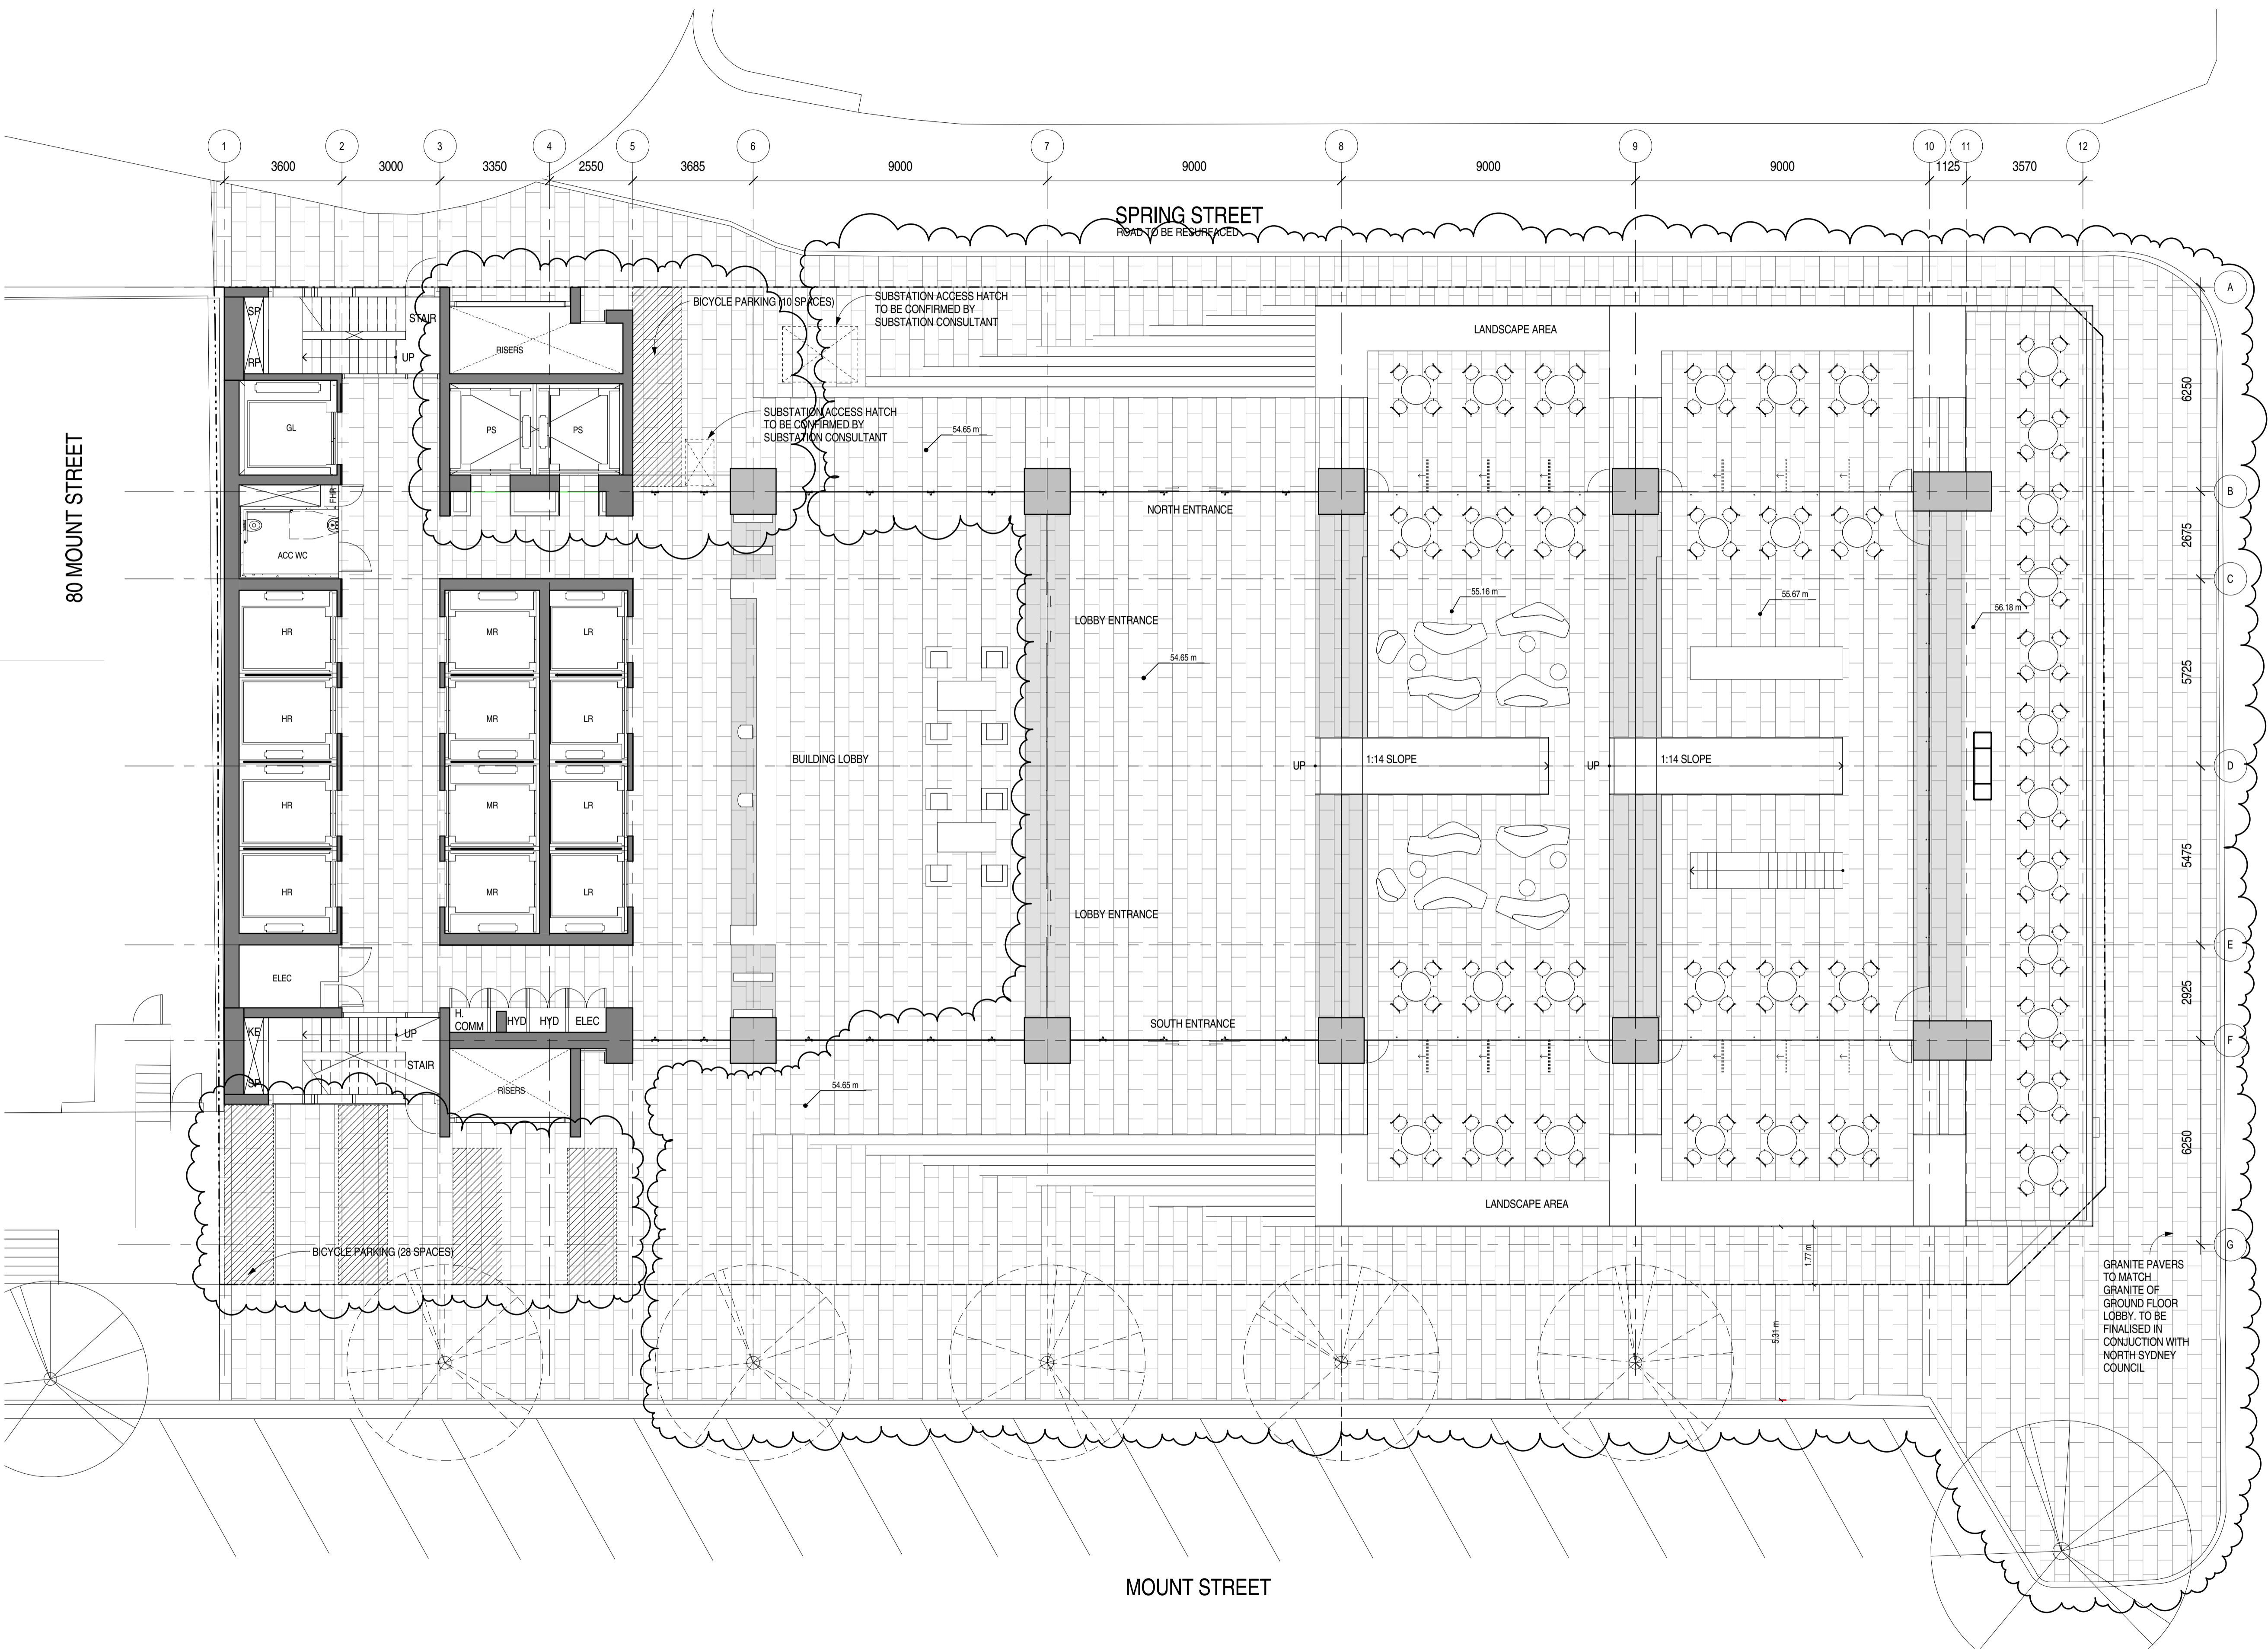 1
2
3
4
5
6
7
8
9
10
11
12
3600
3000
3350
2550
3685
9000
9000
9000
9000
1125
3570
SPRING STREET
ROAD TO BE RESURFACED
A
SP
STAIR
BICYCLE PARKING (10 SPACES)
SUBSTATION ACCESS HATCH
TO BE CONFIRMED BY
SUBSTATION CONSULTANT
LANDSCAPE AREA
RP
UP
RISERS
6250
GL
PS
PS
SUBSTATION ACCESS HATCH
TO BE CONFIRMED BY
SUBSTATION CONSULTANT
54.65 m
80 MOUNT STREET
FHR
B
NORTH ENTRANCE
2675
ACC WC
C
55.16 m
55.67 m
56.18 m
HR
MR
LR
LOBBY ENTRANCE
54.65 m
5725
HR
MR
LR
BUILDING LOBBY
UP
1:14 SLOPE
UP
1:14 SLOPE
D
HR
MR
LR
5475
HR
MR
LR
LOBBY ENTRANCE
E
ELEC
2925
H.
COMM
HYD
HYD
ELEC
SOUTH ENTRANCE
KE
UP
F
STAIR
SP
RISERS
54.65 m
6250
LANDSCAPE AREA
G
BICYCLE PARKING (28 SPACES)
1.77 m
5.31 m
GRANITE PAVERS
TO MATCH
GRANITE OF
GROUND FLOOR
LOBBY. TO BE
FINALISED IN
CONJUCTION WITH
NORTH SYDNEY
COUNCIL
MOUNT STREET